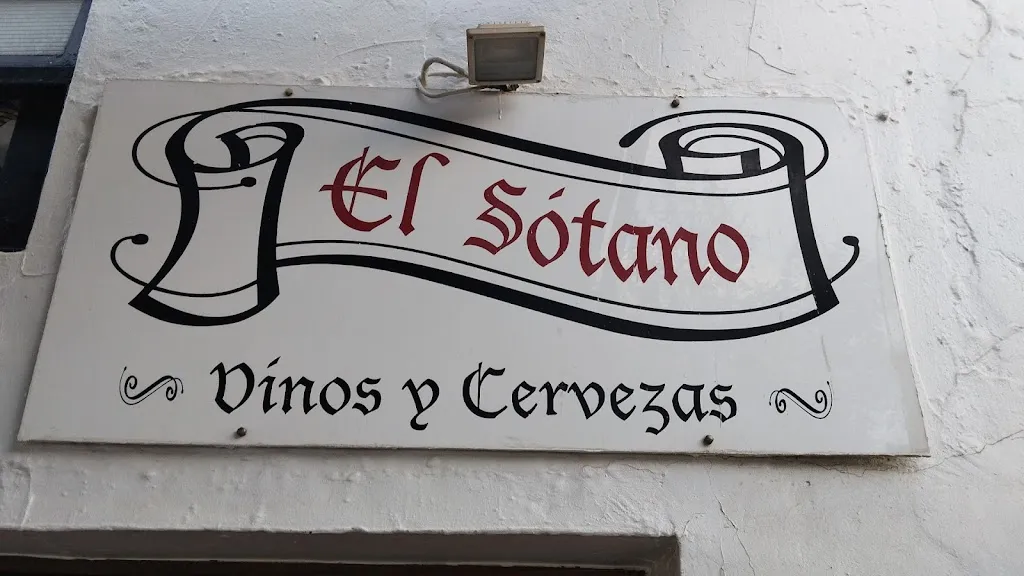 El Sótano
Vinos y Cervezas